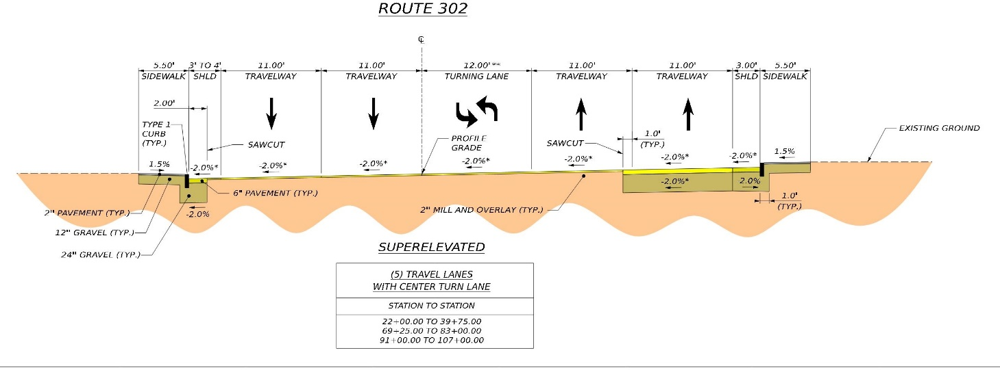 ROUTE 302
℄
5.50' 3' TO 4' 11.00' 11.00' 12.00'** 11.00' 11.00' 3.00' 5.50'
SIDEWALK SHLD TRAVELWAY TRAVELWAY TURNING LANE TRAVELWAY TRAVELWAY SHLD SIDEWALK
2.00'
TYPE 1
CURB
(TYP.)
SAWCUT
PROFILE
GRADE
SAWCUT
1.0'
(TYP.)
EXISTING GROUND
1.5% -2.0%* -2.0%* -2.0%* -2.0%* -2.0%* -2.0%* -2.0%* 1.5%
-2.0%* 2.0%
6" PAVEMENT (TYP.)
1.0'
(TYP.)
2" PAVEMENT (TYP.)
-2.0%
2" MILL AND OVERLAY (TYP.)
12" GRAVEL (TYP.)
24" GRAVEL (TYP.)
SUPERELEVATED
(5) TRAVEL LANES
WITH CENTER TURN LANE
STATION TO STATION
22+00.00 TO 39+75.00
69+25.00 TO 83+00.00
91+00.00 TO 107+00.00